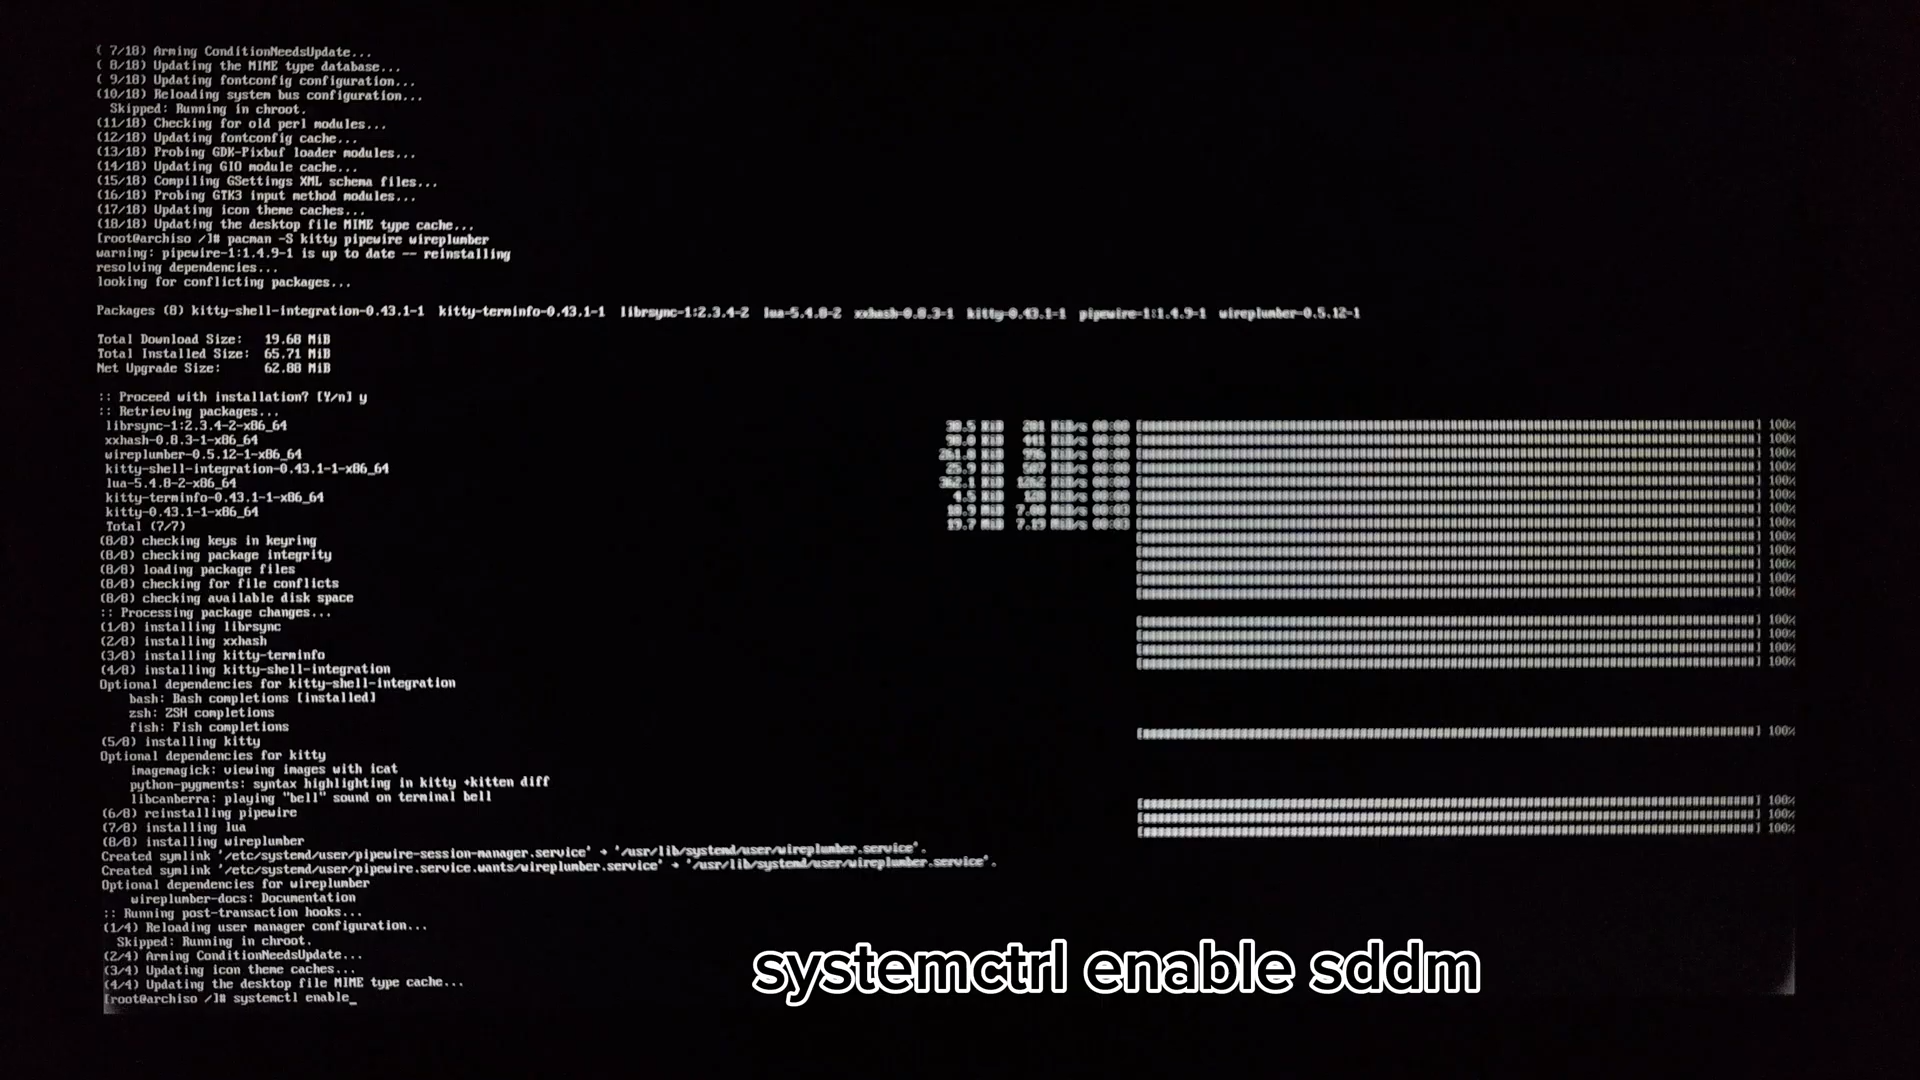 ( 7/18) Arming ConditionNeedsUpdate...
( 8/18) Updating the MIME type database...
( 9/18) Updating fontconfig configuration...
(10/18) Reloading system bus configuration...
Skipped: Running in chroot.
(11/18) Checking for old perl modules...
(12/18) Updating fontconfig cache...
(13/18) Probing GDK-Pixbuf loader modules...
(14/18) Updating GIO module cache...
(15/18) Compiling GSettings XML schema files...
(16/18) Probing GTK3 input method modules...
(17/18) Updating icon theme caches...
(18/18) Updating the desktop file MIME type cache...
[root@archiso /]# pacman -S kitty pipewire wireplumber
warning: pipewire-1:1.4.9-1 is up to date -- reinstalling
resolving dependencies...
looking for conflicting packages...
Packages (8) kitty-shell-integration-0.43.1-1 kitty-terminfo-0.43.1-1 librsync-1:2.3.4-2 lua-5.4.8-2 xxhash-0.8.3-1 kitty-0.43.1-1 pipewire-1:1.4.9-1 wireplumber-0.5.12-1
Total Download Size: 19.68 MiB
Total Installed Size: 65.71 MiB
Net Upgrade Size: 62.88 MiB
:: Proceed with installation? [Y/n] y
:: Retrieving packages...
librsync-1:2.3.4-2-x86_64 100%
xxhash-0.8.3-1-x86_64 100%
wireplumber-0.5.12-1-x86_64 100%
kitty-shell-integration-0.43.1-1-x86_64 100%
lua-5.4.8-2-x86_64 100%
kitty-terminfo-0.43.1-1-x86_64 100%
kitty-0.43.1-1-x86_64 100%
Total (7/7) 100%
(8/8) checking keys in keyring 100%
(8/8) checking package integrity 100%
(8/8) loading package files 100%
(8/8) checking for file conflicts 100%
(8/8) checking available disk space 100%
:: Processing package changes...
(1/8) installing librsync 100%
(2/8) installing xxhash 100%
(3/8) installing kitty-terminfo 100%
(4/8) installing kitty-shell-integration 100%
Optional dependencies for kitty-shell-integration
bash: Bash completions [installed]
zsh: ZSH completions
fish: Fish completions
(5/8) installing kitty 100%
Optional dependencies for kitty
imagemagick: viewing images with icat
python-pygments: syntax highlighting in kitty +kitten diff
libcanberra: playing "bell" sound on terminal bell
(6/8) reinstalling pipewire 100%
(7/8) installing lua 100%
(8/8) installing wireplumber 100%
Created symlink '/etc/systemd/user/pipewire-session-manager.service' → '/usr/lib/systemd/user/wireplumber.service'.
Created symlink '/etc/systemd/user/pipewire.service.wants/wireplumber.service' → '/usr/lib/systemd/user/wireplumber.service'.
Optional dependencies for wireplumber
wireplumber-docs: Documentation
:: Running post-transaction hooks...
(1/4) Reloading user manager configuration...
Skipped: Running in chroot.
(2/4) Arming ConditionNeedsUpdate...
(3/4) Updating icon theme caches...
(4/4) Updating the desktop file MIME type cache...
[root@archiso /]# systemctl enable_
systemctrl enable sddm